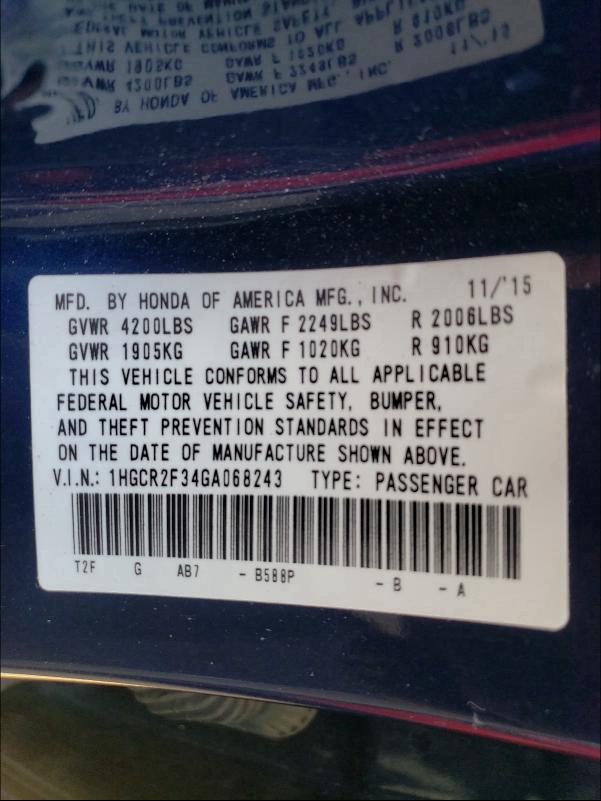 MFD. BY HONDA OF AMERICA MFG., INC. 11/'15
GVWR 4200LBS GAWR F 2249LBS R 2006LBS
GVWR 1905KG GAWR F 1020KG R 910KG
THIS VEHICLE CONFORMS TO ALL APPLICABLE
FEDERAL MOTOR VEHICLE SAFETY, BUMPER,
AND THEFT PREVENTION STANDARDS IN EFFECT
ON THE DATE OF MANUFACTURE SHOWN ABOVE.
V.I.N.: 1HGCR2F34GA068243 TYPE: PASSENGER CAR
T2F G AB7 - B588P - B - A